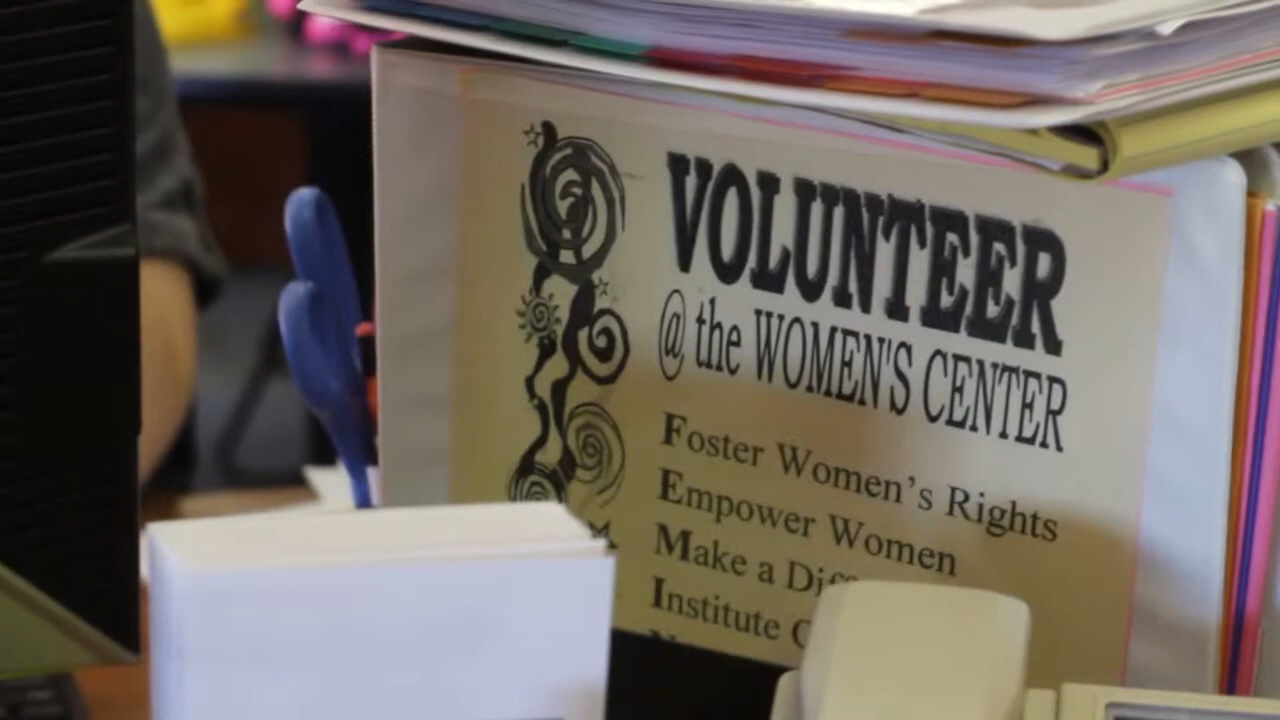 VOLUNTEER
@ the WOMEN'S CENTER
Foster Women's Rights
Empower Women
Make a
Institute